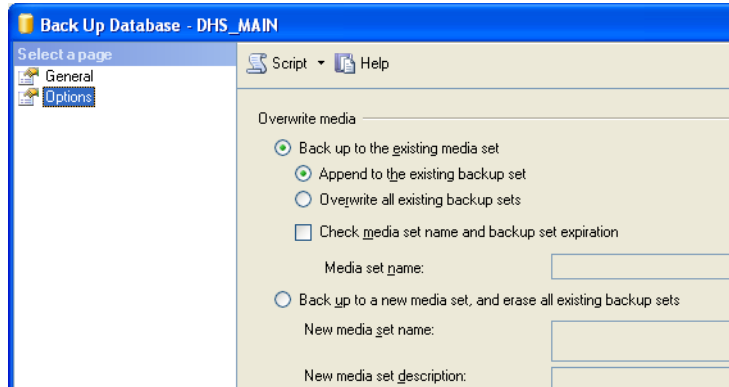 Back Up Database - DHS_MAIN
Select a page
General
Options
Script Help
Overwrite media
Back up to the existing media set
Append to the existing backup set
Overwrite all existing backup sets
Check media set name and backup set expiration
Media set name:
Back up to a new media set, and erase all existing backup sets
New media set name:
New media set description: